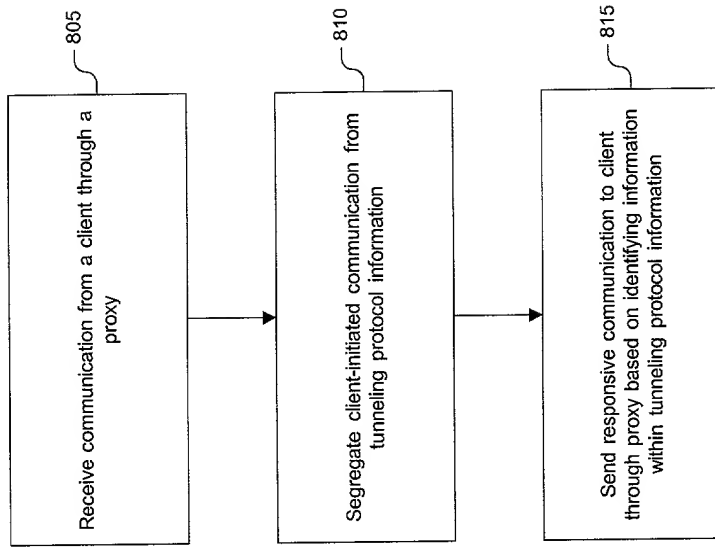 Receive communication from a client through a
proxy
805
Segregate client-initiated communication from
tunneling protocol information
810
Send responsive communication to client
through proxy based on identifying information
within tunneling protocol information
815